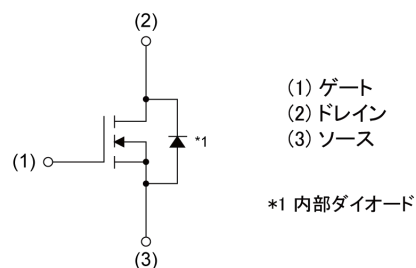 (2)
(1) ゲート
(2) ドレイン
(3) ソース
*1
(1)
*1 内部ダイオード
(3)